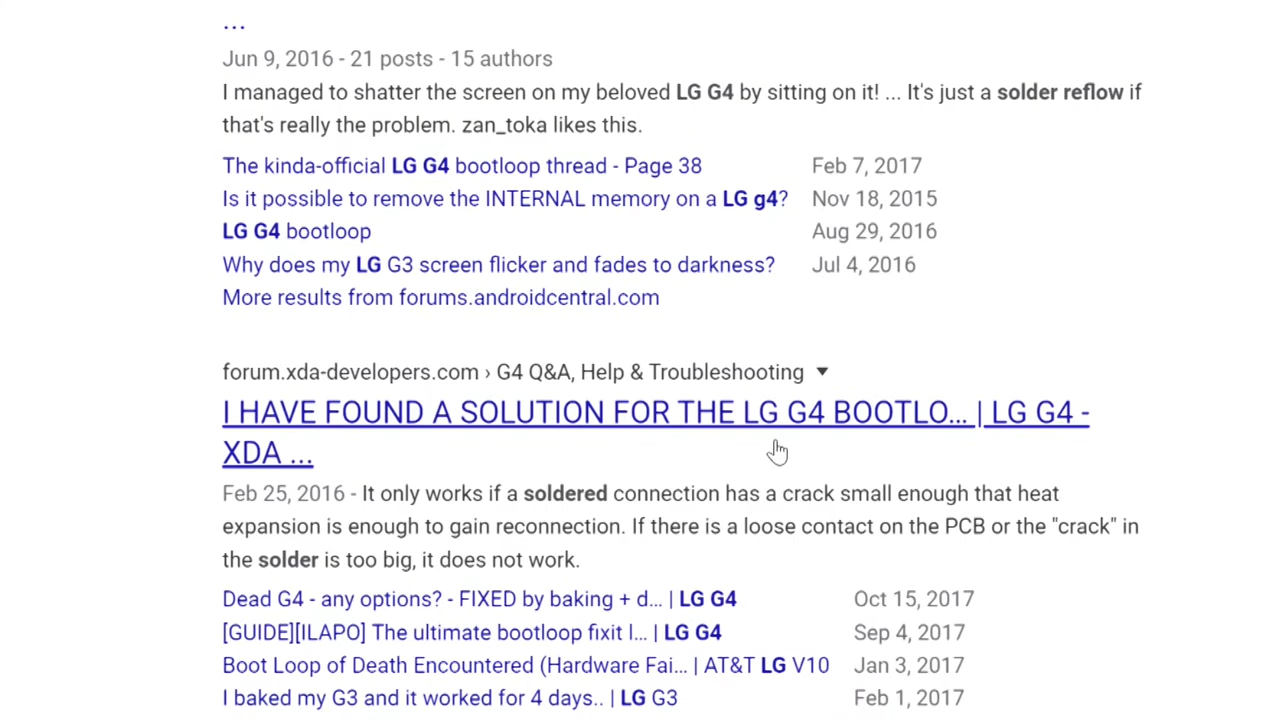 ...
Jun 9, 2016 - 21 posts - 15 authors
I managed to shatter the screen on my beloved LG G4 by sitting on it! ... It's just a solder reflow if
that's really the problem. zan_toka likes this.
The kinda-official LG G4 bootloop thread - Page 38 Feb 7, 2017
Is it possible to remove the INTERNAL memory on a LG g4? Nov 18, 2015
LG G4 bootloop Aug 29, 2016
Why does my LG G3 screen flicker and fades to darkness? Jul 4, 2016
More results from forums.androidcentral.com
forum.xda-developers.com › G4 Q&A, Help & Troubleshooting
I HAVE FOUND A SOLUTION FOR THE LG G4 BOOTLO... | LG G4 -
XDA ...
Feb 25, 2016 - It only works if a soldered connection has a crack small enough that heat
expansion is enough to gain reconnection. If there is a loose contact on the PCB or the "crack" in
the solder is too big, it does not work.
Dead G4 - any options? - FIXED by baking + d... | LG G4 Oct 15, 2017
[GUIDE][ILAPO] The ultimate bootloop fixit l... | LG G4 Sep 4, 2017
Boot Loop of Death Encountered (Hardware Fai... | AT&T LG V10 Jan 3, 2017
I baked my G3 and it worked for 4 days.. | LG G3 Feb 1, 2017